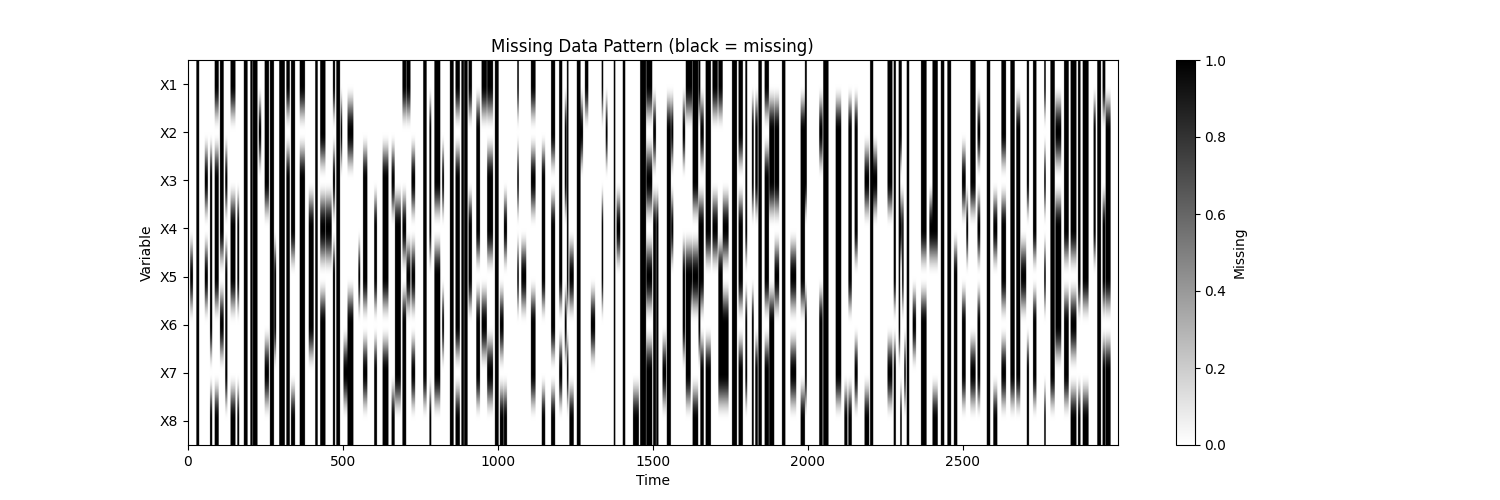 Missing Data Pattern (black = missing)
X1
X2
X3
X4
X5
X6
X7
X8
Variable
0
500
1000
1500
2000
2500
Time
1.0
0.8
0.6
0.4
0.2
0.0
Missing